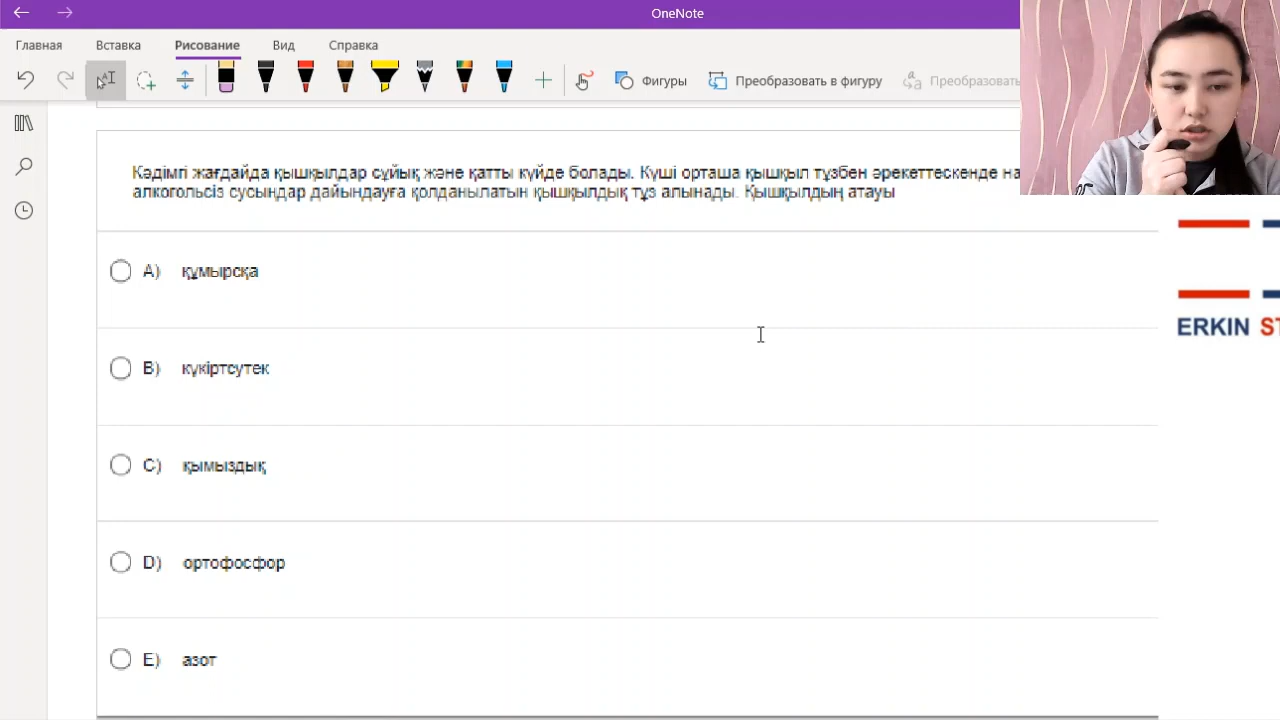 OneNote
Главная Вставка Рисование Вид Справка
Фигуры Преобразовать в фигуру Преобразовать
Кәдімгі жағдайда қышқылдар сұйық және қатты күйде болады. Күші орташа қышқыл тұзбен әрекеттескенде на
алкогольсіз сусындар дайындауға қолданылатын қышқылдық тұз алынады. Қышқылдың атауы
A) құмырсқа
B) күкіртсутек
C) қымыздық
D) ортофосфор
E) азот
ERKIN ST